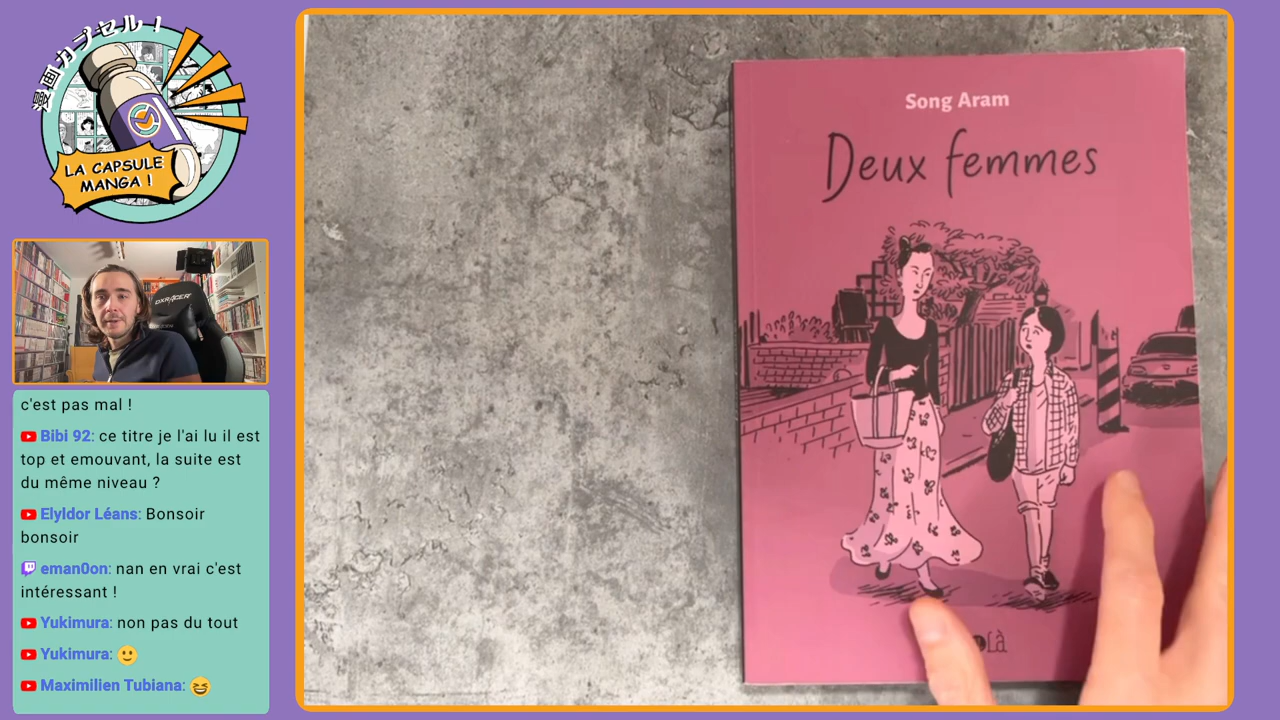 漫画カプセル！
LA CAPSULE
MANGA !
DXRACER
c'est pas mal !
Bibi 92: ce titre je l'ai lu il est
top et emouvant, la suite est
du même niveau ?
Elyldor Léans: Bonsoir
bonsoir
eman0on: nan en vrai c'est
intéressant !
Yukimura: non pas du tout
Yukimura: 🙂
Maximilien Tubiana: 😆
Song Aram
Deux femmes
Là